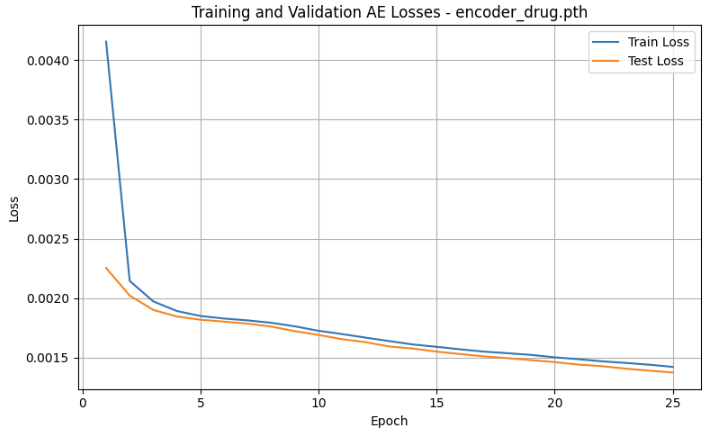 Training and Validation AE Losses - encoder_drug.pth
Train Loss
Test Loss
0.0040
0.0035
0.0030
0.0025
0.0020
0.0015
Loss
0
5
10
15
20
25
Epoch